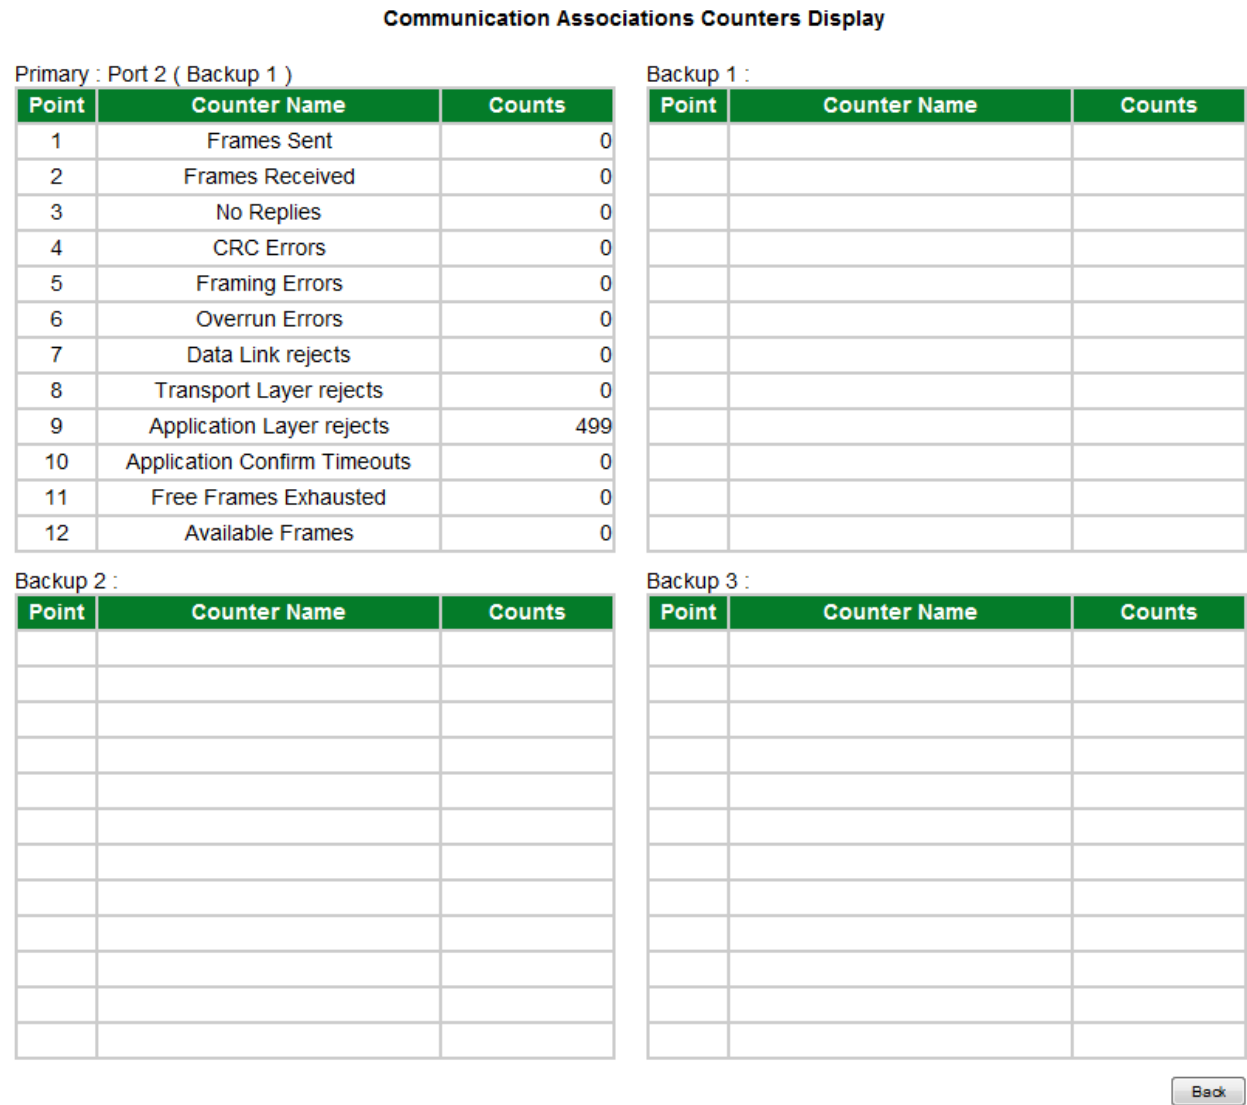 Communication Associations Counters Display
Primary : Port 2 ( Backup 1 )
Point Counter Name Counts
1 Frames Sent 0
2 Frames Received 0
3 No Replies 0
4 CRC Errors 0
5 Framing Errors 0
6 Overrun Errors 0
7 Data Link rejects 0
8 Transport Layer rejects 0
9 Application Layer rejects 499
10 Application Confirm Timeouts 0
11 Free Frames Exhausted 0
12 Available Frames 0
Backup 1 :
Point Counter Name Counts
Backup 2 :
Point Counter Name Counts
Backup 3 :
Point Counter Name Counts
Back